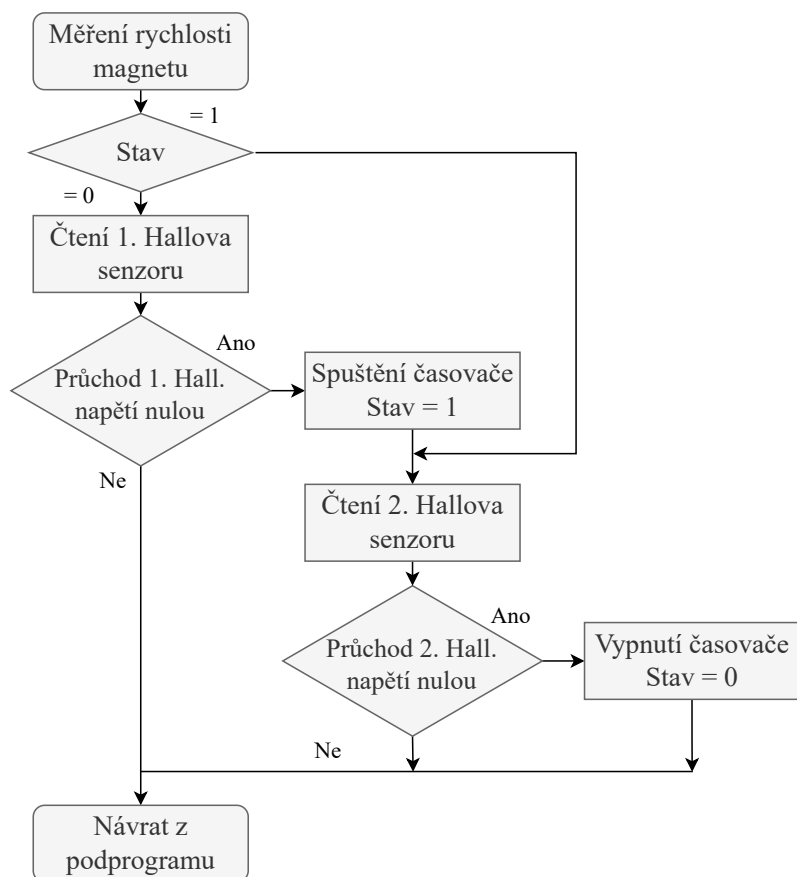 Měření rychlosti
magnetu
= 1
Stav
= 0
Čtení 1. Hallova
senzoru
Ano
Průchod 1. Hall.
napětí nulou
Spuštění časovače
Stav = 1
Ne
Čtení 2. Hallova
senzoru
Ano
Průchod 2. Hall.
napětí nulou
Vypnutí časovače
Stav = 0
Ne
Návrat z
podprogramu